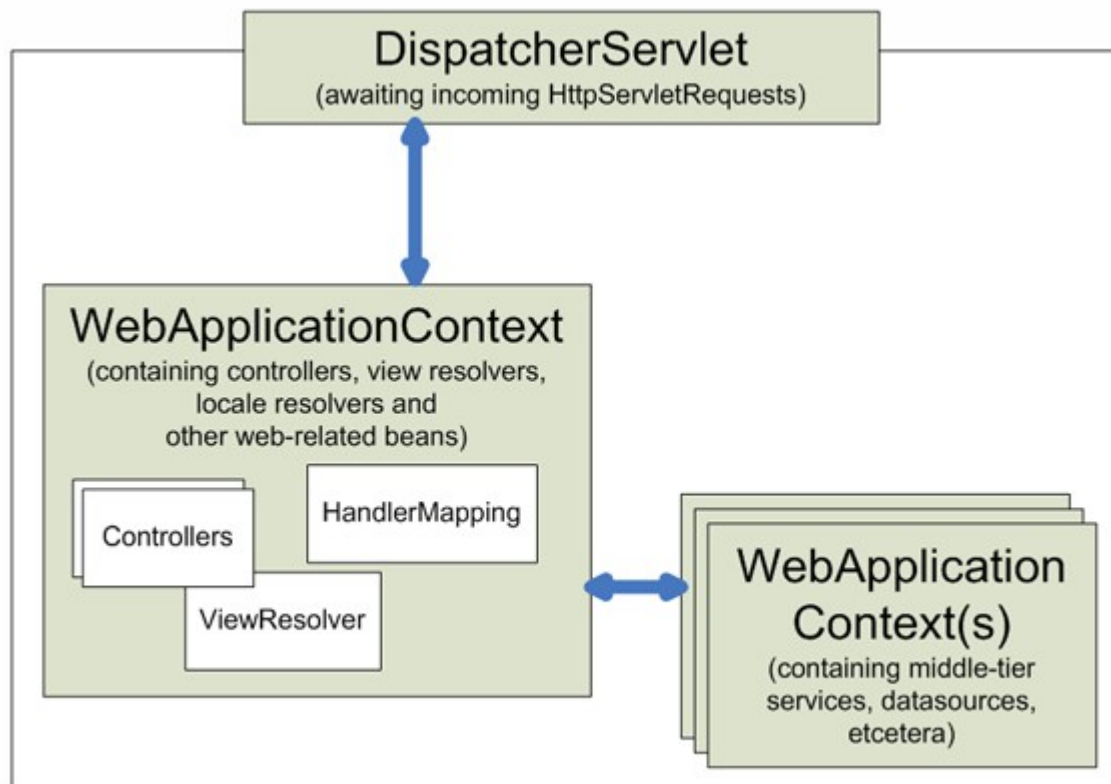 DispatcherServlet
(awaiting incoming HttpServletRequests)
WebApplicationContext
(containing controllers, view resolvers,
locale resolvers and
other web-related beans)
Controllers
HandlerMapping
ViewResolver
WebApplication
Context(s)
(containing middle-tier
services, datasources,
etcetera)